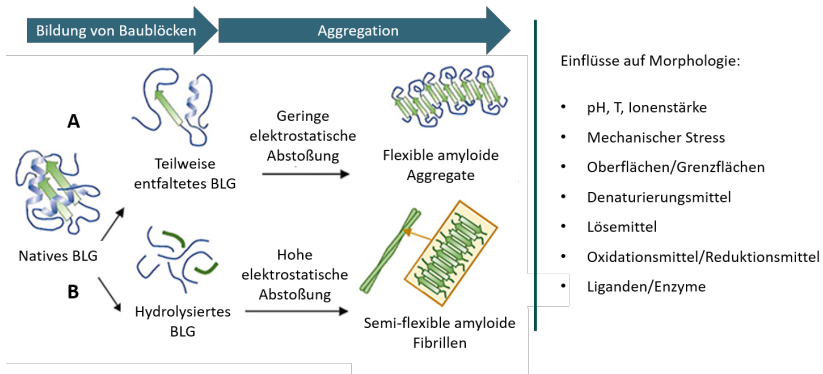 Bildung von Baublöcken
Aggregation
A
Teilweise
entfaltetes BLG
Geringe
elektrostatische
Abstoßung
Flexible amyloide
Aggregate
Natives BLG
B
Hydrolysiertes
BLG
Hohe
elektrostatische
Abstoßung
Semi-flexible amyloide
Fibrillen
Einflüsse auf Morphologie:
• pH, T, Ionenstärke
• Mechanischer Stress
• Oberflächen/Grenzflächen
• Denaturierungsmittel
• Lösemittel
• Oxidationsmittel/Reduktionsmittel
• Liganden/Enzyme